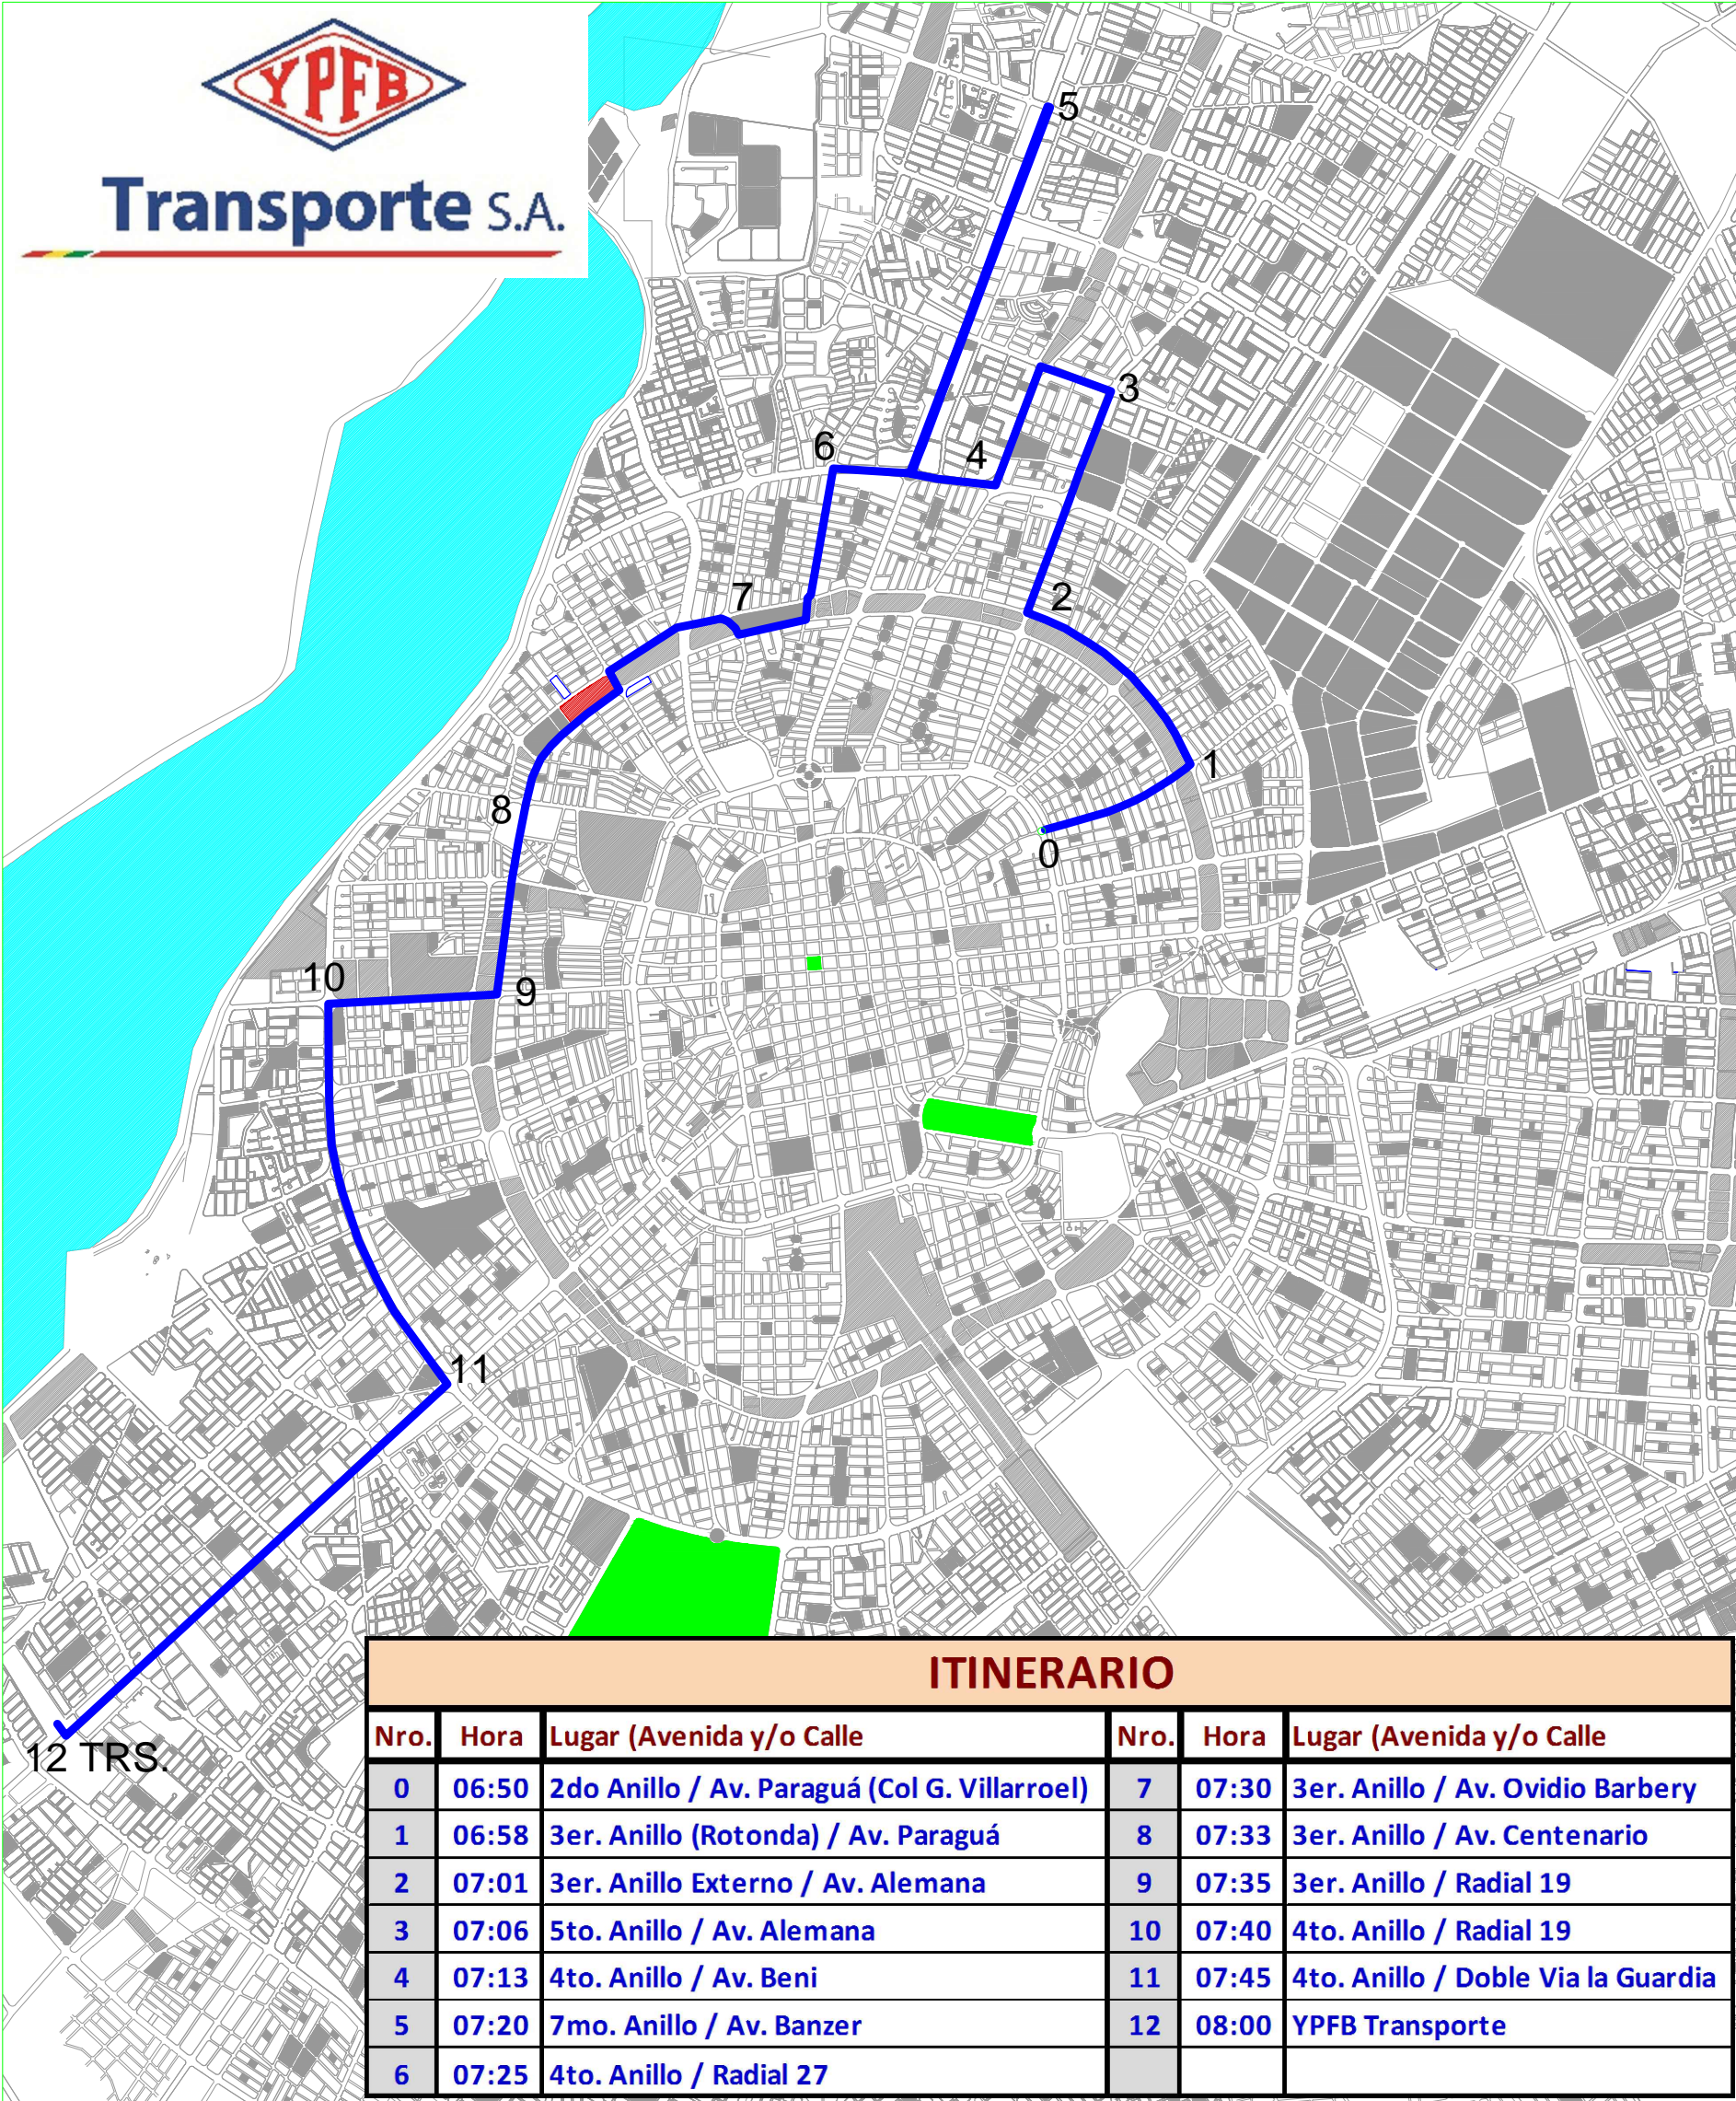 YPFB
Transporte S.A.
5
3
6
4
7
2
1
8
0
10
9
11
12 TRS.
ITINERARIO
Nro. Hora Lugar (Avenida y/o Calle Nro. Hora Lugar (Avenida y/o Calle
0 06:50 2do Anillo / Av. Paraguá (Col G. Villarroel) 7 07:30 3er. Anillo / Av. Ovidio Barbery
1 06:58 3er. Anillo (Rotonda) / Av. Paraguá 8 07:33 3er. Anillo / Av. Centenario
2 07:01 3er. Anillo Externo / Av. Alemana 9 07:35 3er. Anillo / Radial 19
3 07:06 5to. Anillo / Av. Alemana 10 07:40 4to. Anillo / Radial 19
4 07:13 4to. Anillo / Av. Beni 11 07:45 4to. Anillo / Doble Via la Guardia
5 07:20 7mo. Anillo / Av. Banzer 12 08:00 YPFB Transporte
6 07:25 4to. Anillo / Radial 27